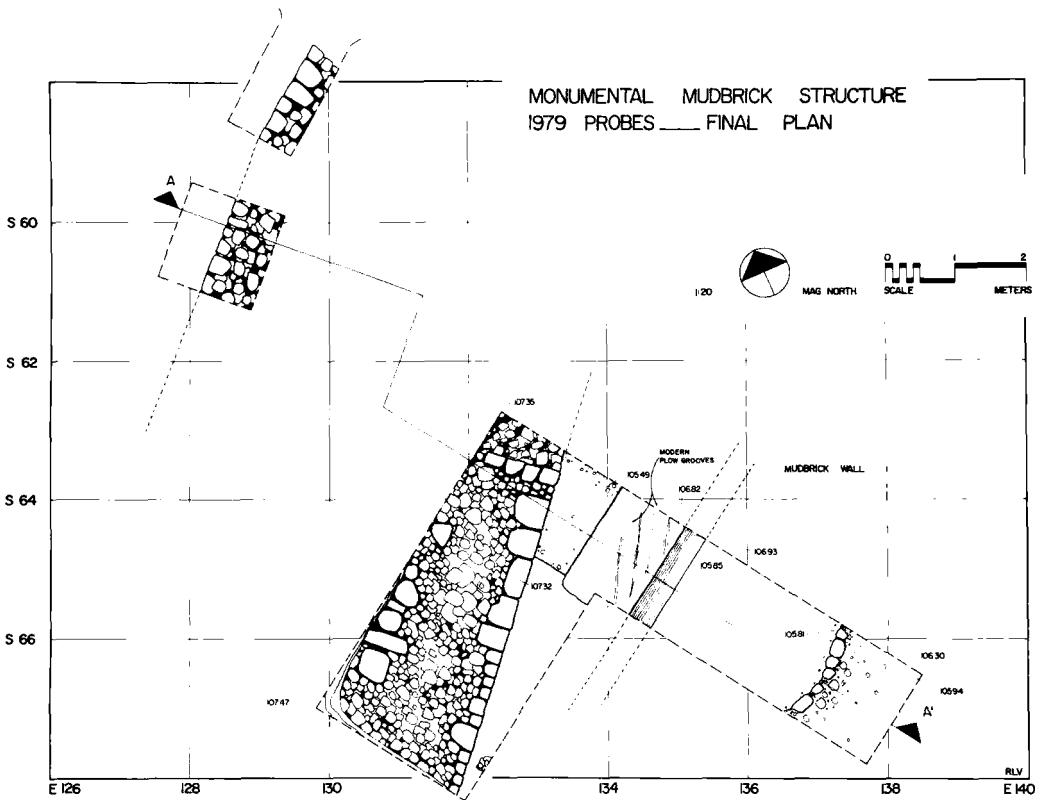 MONUMENTAL MUDBRICK STRUCTURE
1979 PROBES ___ FINAL PLAN
A
S 60
0 1 2
1:20
MAG NORTH
SCALE METERS
S 62
10735
MODERN
PLOW GROOVES
10549
MUDBRICK WALL
10682
S 64
10693
10585
10732
10581
S 66
10630
10594
10747
A'
RLV
E 126 128 130 134 136 138 E 140